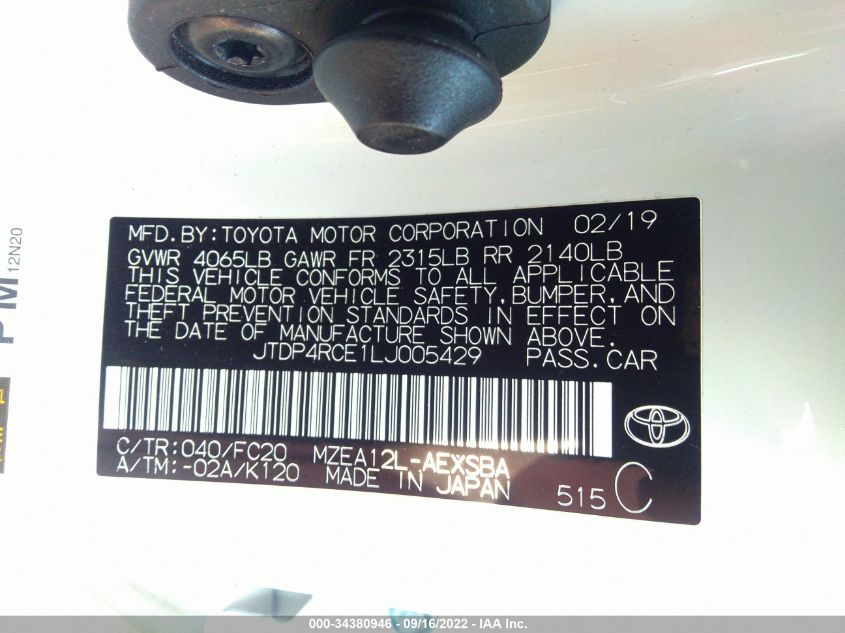 MFD.BY:TOYOTA MOTOR CORPORATION 02/19
GVWR 4065LB GAWR FR 2315LB RR 2140LB
THIS VEHICLE CONFORMS TO ALL APPLICABLE
FEDERAL MOTOR VEHICLE SAFETY, BUMPER, AND
THEFT PREVENTION STANDARDS IN EFFECT ON
THE DATE OF MANUFACTURE SHOWN ABOVE.
JTDP4RCE1LJ005429 PASS.CAR
C/TR:040/FC20 MZEA12L-AEXSBA
A/TM:-02A/K120 MADE IN JAPAN 515 C
PM 12N20
000-34380946 - 09/16/2022 - IAA Inc.